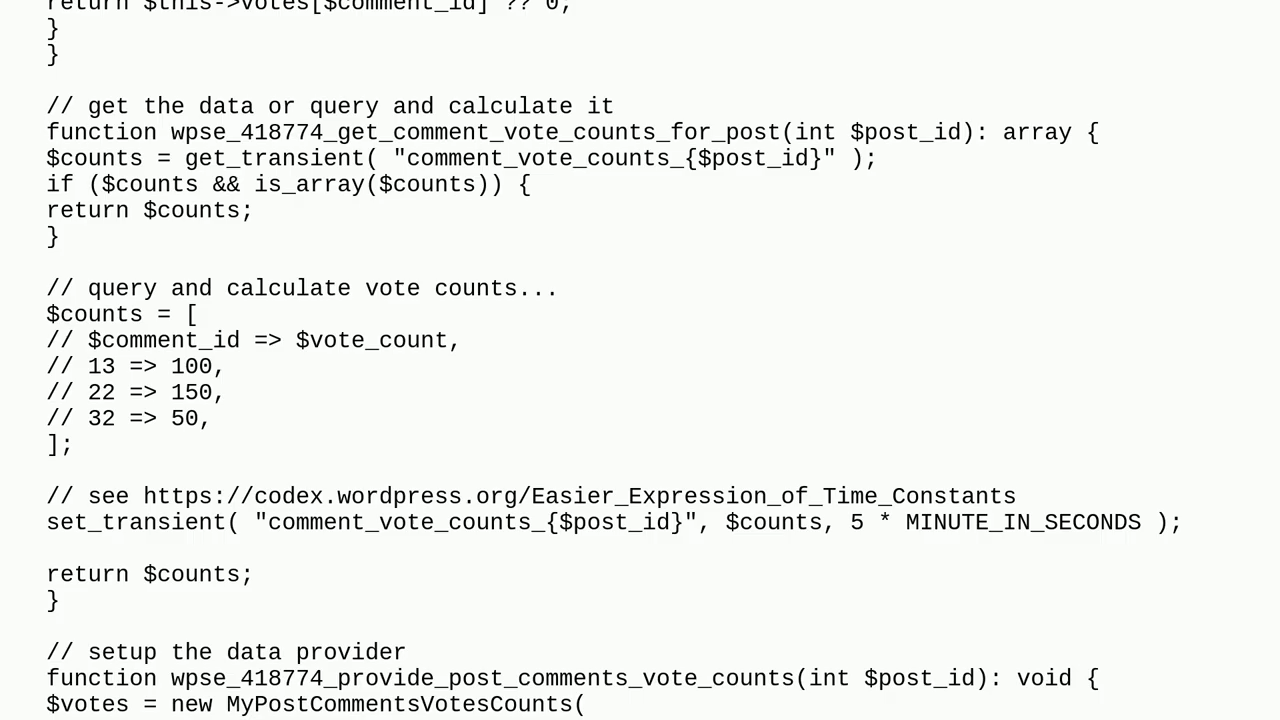 return $this->votes[$comment_id] ?? 0;
}
}
// get the data or query and calculate it
function wpse_418774_get_comment_vote_counts_for_post(int $post_id): array {
$counts = get_transient( "comment_vote_counts_{$post_id}" );
if ($counts && is_array($counts)) {
return $counts;
}
// query and calculate vote counts...
$counts = [
// $comment_id => $vote_count,
// 13 => 100,
// 22 => 150,
// 32 => 50,
];
// see https://codex.wordpress.org/Easier_Expression_of_Time_Constants
set_transient( "comment_vote_counts_{$post_id}", $counts, 5 * MINUTE_IN_SECONDS );
return $counts;
}
// setup the data provider
function wpse_418774_provide_post_comments_vote_counts(int $post_id): void {
$votes = new MyPostCommentsVotesCounts(